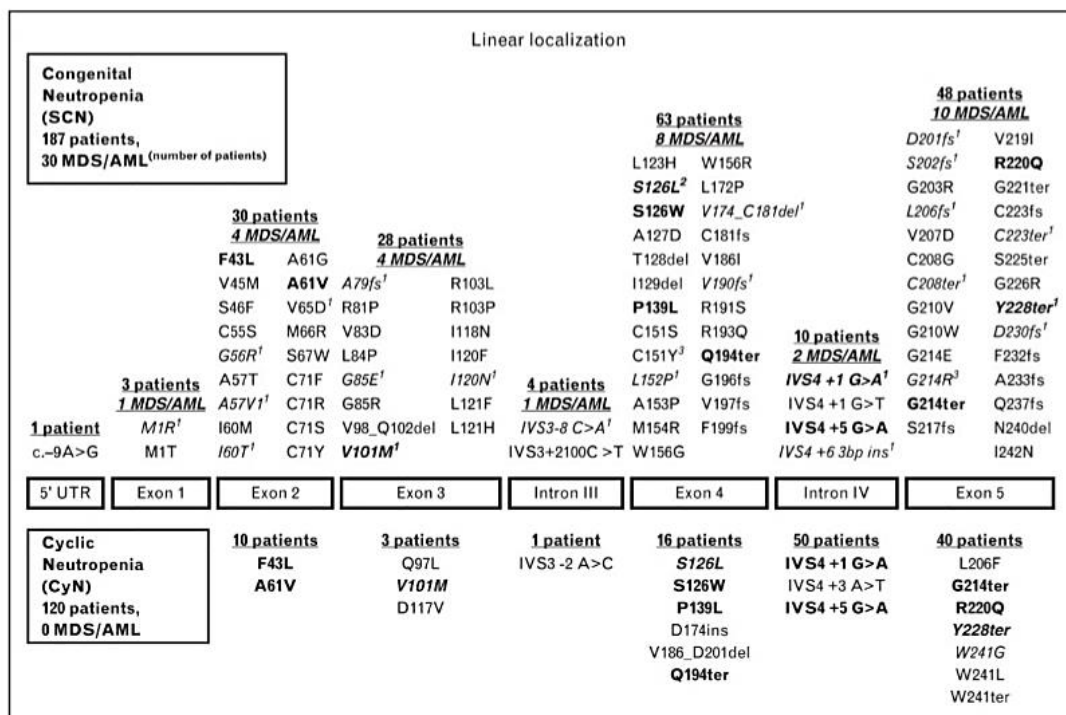 Linear localization
Congenital
Neutropenia
(SCN)
187 patients,
30 MDS/AML(number of patients)
1 patient
c.–9A>G
3 patients
1 MDS/AML
M1R¹
M1T
30 patients
4 MDS/AML
F43L A61G
V45M A61V
S46F V65D¹
C55S M66R
G56R¹ S67W
A57T C71F
A57V1¹ C71R
I60M C71S
I60T¹ C71Y
28 patients
4 MDS/AML
A79fs¹ R103L
R81P R103P
V83D I118N
L84P I120F
G85E¹ I120N¹
G85R L121F
V98_Q102del L121H
V101M¹
4 patients
1 MDS/AML
IVS3-8 C>A¹
IVS3+2100C >T
63 patients
8 MDS/AML
L123H W156R
S126L² L172P
S126W V174_C181del¹
A127D C181fs
T128del V186I
I129del V190fs¹
P139L R191S
C151S R193Q
C151Y³ Q194ter
L152P¹ G196fs
A153P V197fs
M154R F199fs
W156G
10 patients
2 MDS/AML
IVS4 +1 G>A¹
IVS4 +1 G>T
IVS4 +5 G>A
IVS4 +6 3bp ins¹
48 patients
10 MDS/AML
D201fs¹ V219I
S202fs¹ R220Q
G203R G221ter
L206fs¹ C223fs
V207D C223ter¹
C208G S225ter
C208ter¹ G226R
G210V Y228ter¹
G210W D230fs¹
G214E F232fs
G214R³ A233fs
G214ter Q237fs
S217fs N240del
I242N
5' UTR Exon 1 Exon 2 Exon 3 Intron III Exon 4 Intron IV Exon 5
Cyclic
Neutropenia
(CyN)
120 patients,
0 MDS/AML
10 patients
F43L
A61V
3 patients
Q97L
V101M
D117V
1 patient
IVS3 -2 A>C
16 patients
S126L
S126W
P139L
D174ins
V186_D201del
Q194ter
50 patients
IVS4 +1 G>A
IVS4 +3 A>T
IVS4 +5 G>A
40 patients
L206F
G214ter
R220Q
Y228ter
W241G
W241L
W241ter